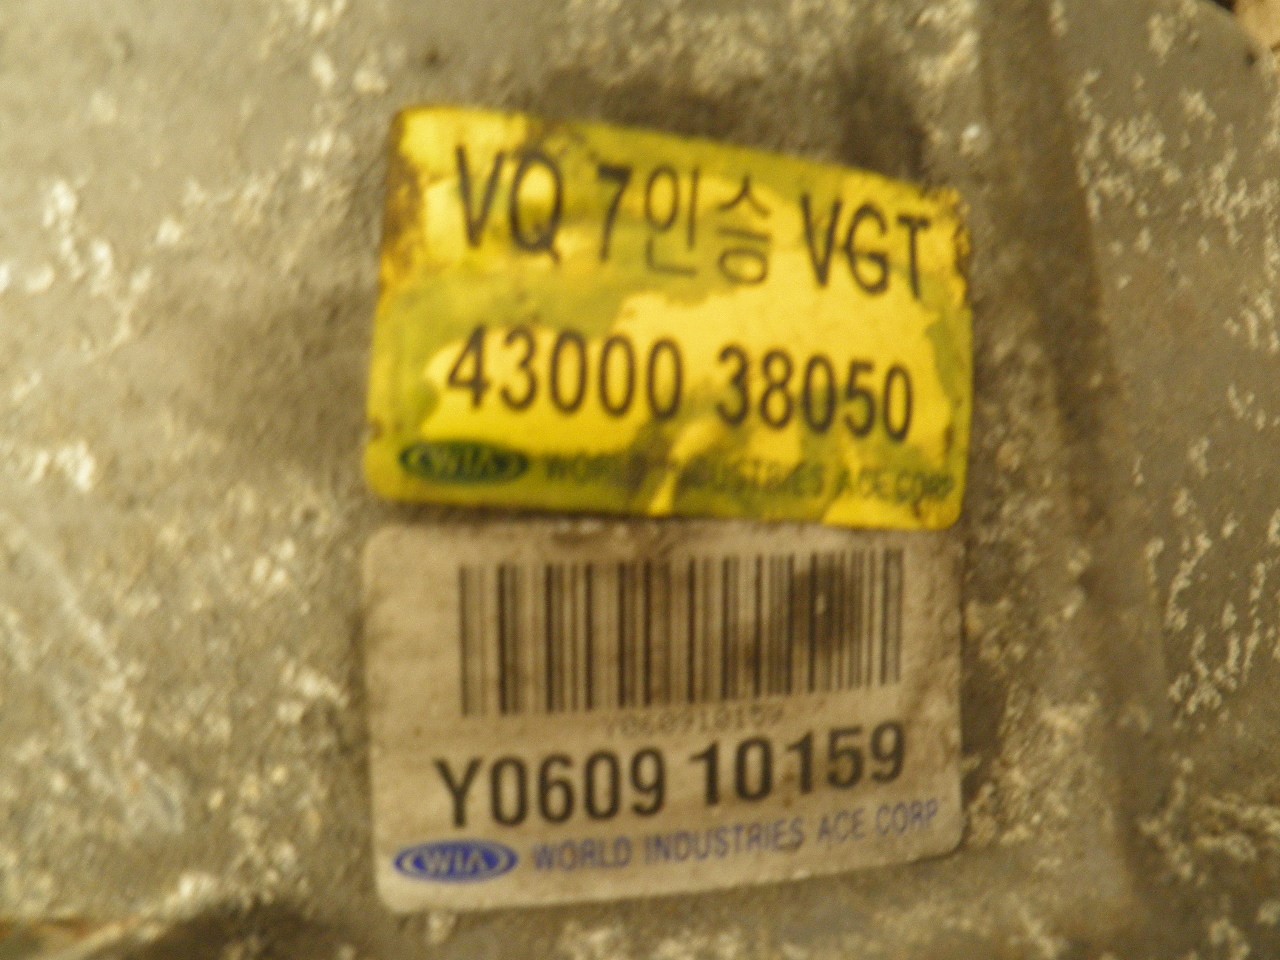 VQ 7인승 VGT
43000 38050
WIA WORLD INDUSTRIES ACE CORP
Y060910159
Y0609 10159
WIA WORLD INDUSTRIES ACE CORP